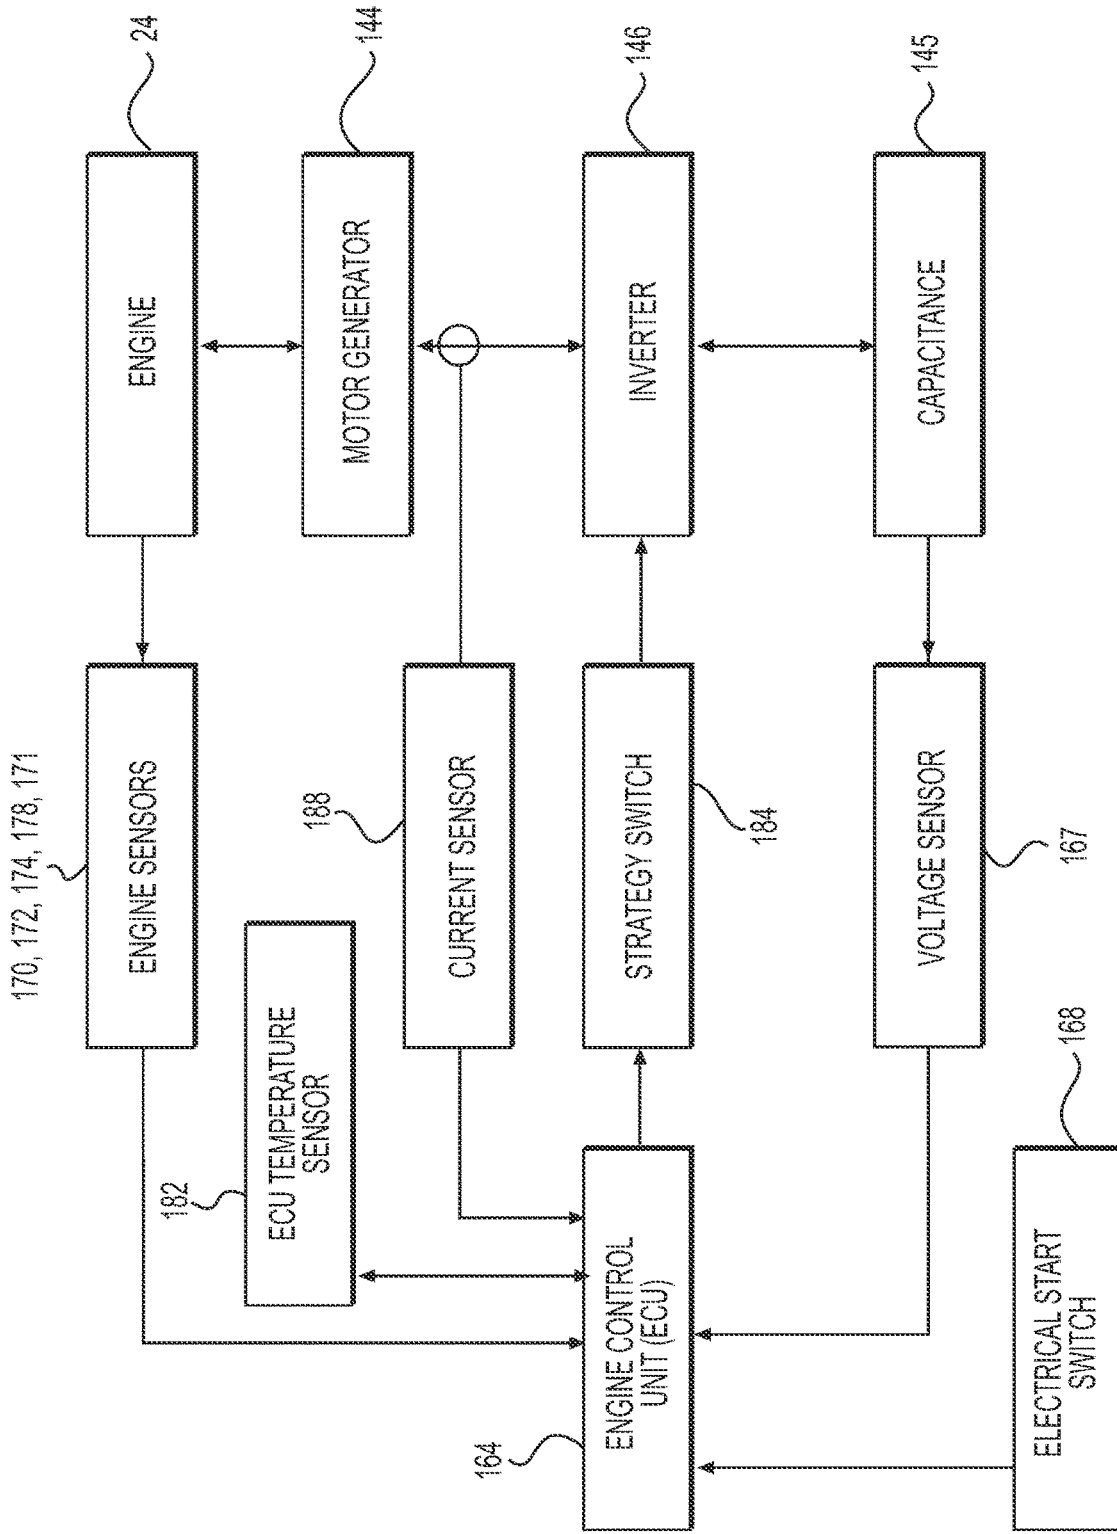 170, 172, 174, 178, 171
24
ENGINE SENSORS
ENGINE
182
ECU TEMPERATURE
SENSOR
144
MOTOR GENERATOR
188
CURRENT SENSOR
164
ENGINE CONTROL
UNIT (ECU)
STRATEGY SWITCH
184
146
INVERTER
145
CAPACITANCE
VOLTAGE SENSOR
167
168
ELECTRICAL START
SWITCH